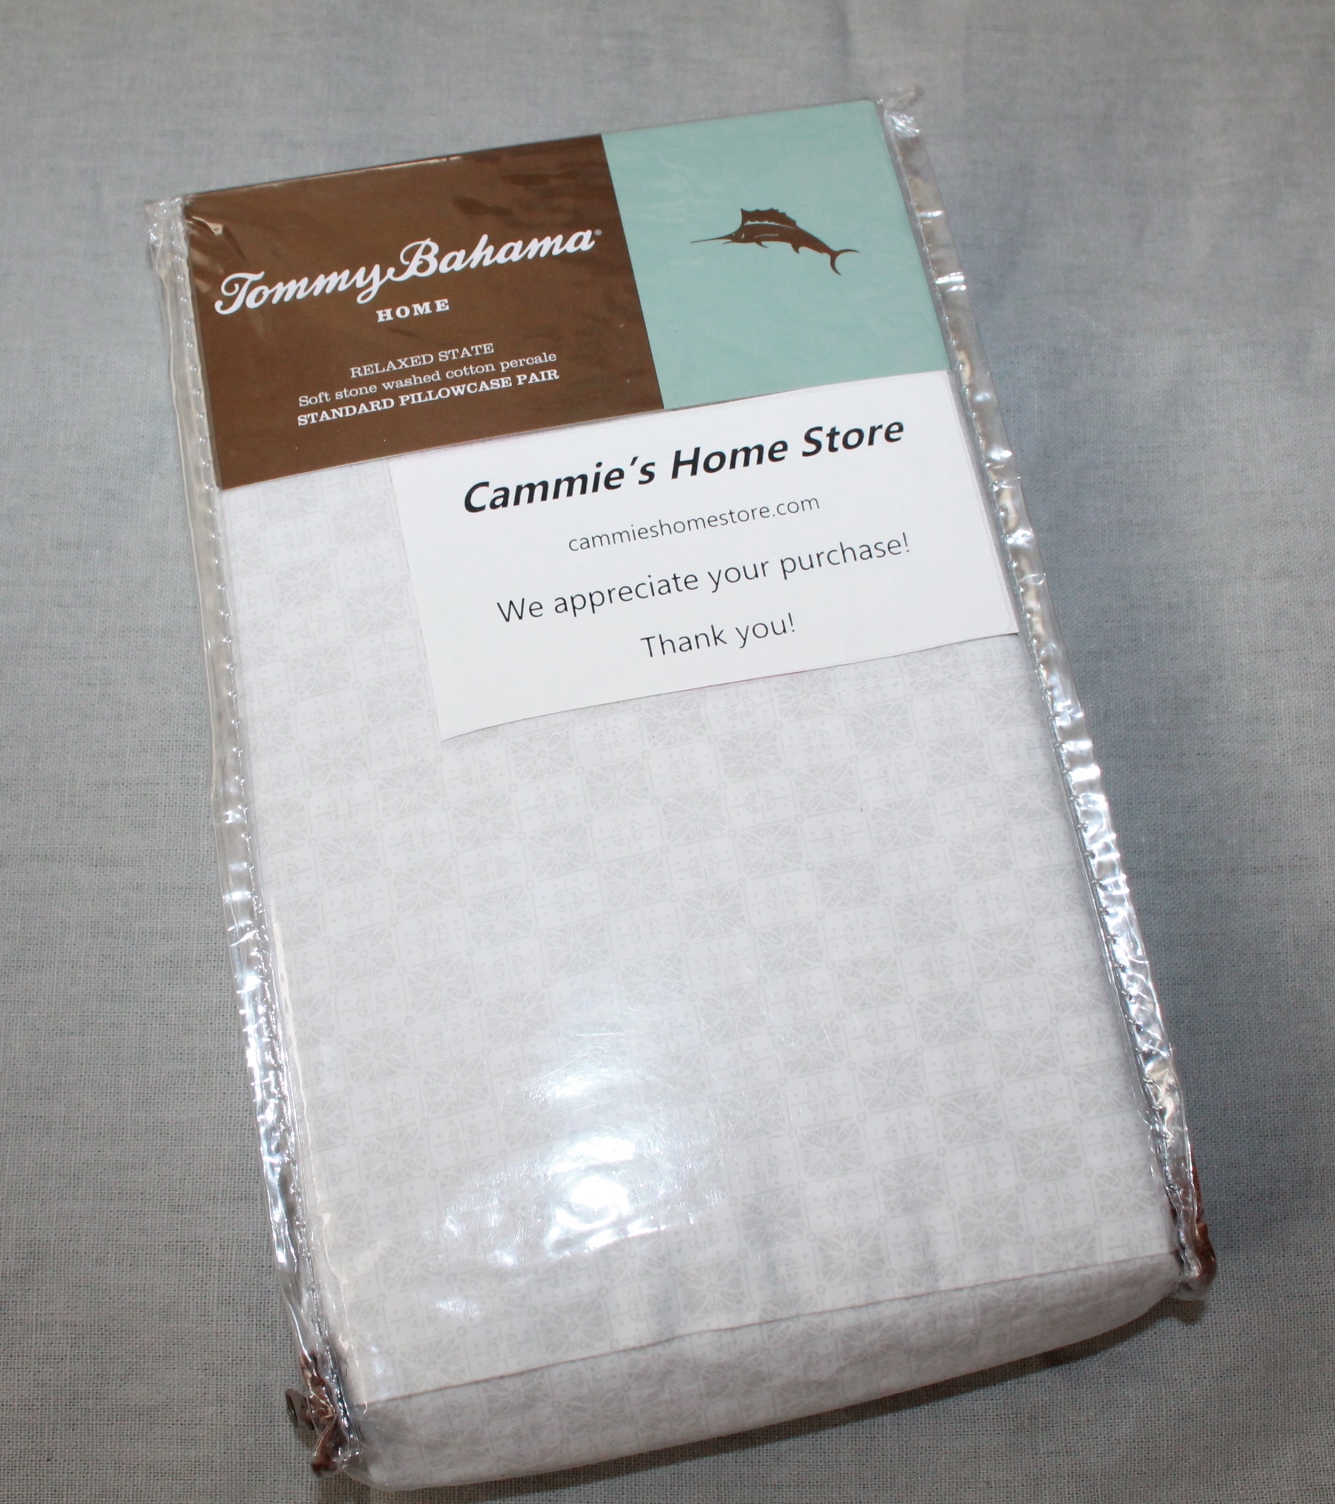 Tommy Bahama®
HOME
RELAXED STATE
Soft stone washed cotton percale
STANDARD PILLOWCASE PAIR
Cammie's Home Store
cammieshomestore.com
We appreciate your purchase!
Thank you!